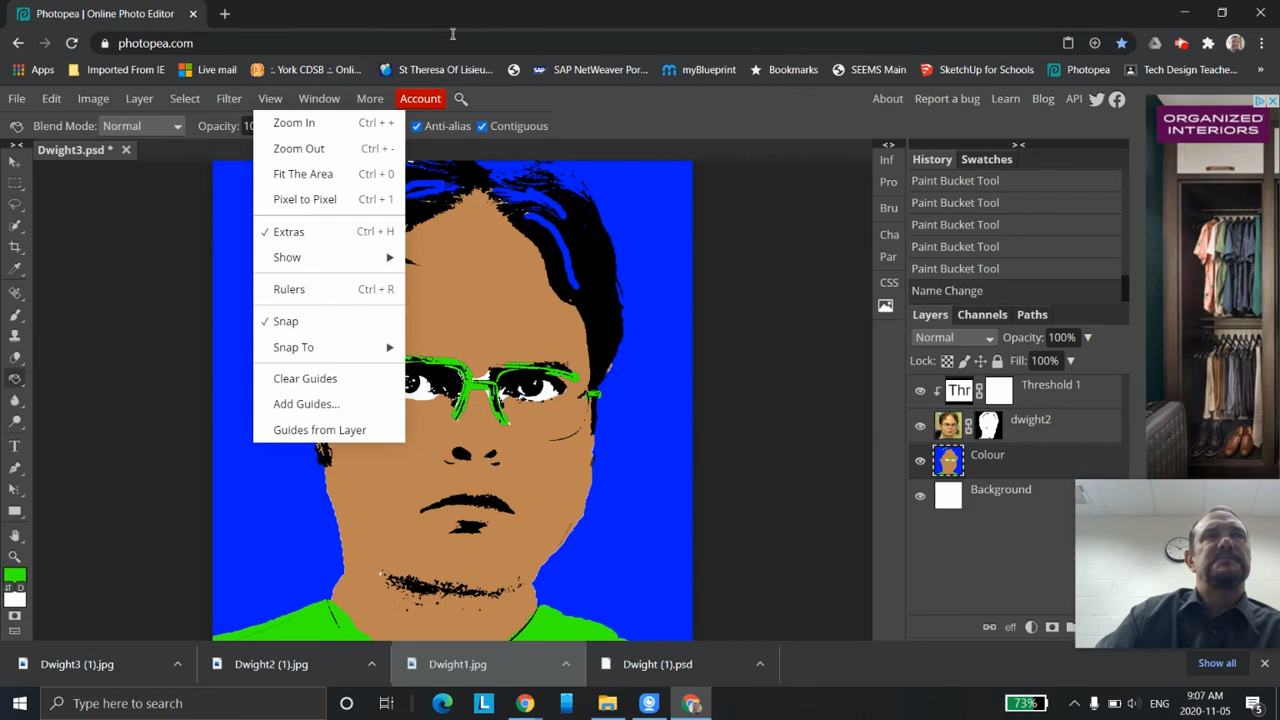 Photopea | Online Photo Editor
photopea.com
Apps Imported From IE Live mail :. York CDSB :. Onli... St Theresa Of Lisieu... SAP NetWeaver Por... myBlueprint Bookmarks SEEMS Main SketchUp for Schools Photopea Tech Design Teache...
File Edit Image Layer Select Filter View Window More Account About Report a bug Learn Blog API
Blend Mode: Normal Opacity: 10 Anti-alias Contiguous
Dwight3.psd *
Zoom In Ctrl + +
Zoom Out Ctrl + -
Fit The Area Ctrl + 0
Pixel to Pixel Ctrl + 1
Extras Ctrl + H
Show
Rulers Ctrl + R
Snap
Snap To
Clear Guides
Add Guides...
Guides from Layer
Inf
Pro
Bru
Cha
Par
CSS
History Swatches
Paint Bucket Tool
Paint Bucket Tool
Paint Bucket Tool
Paint Bucket Tool
Paint Bucket Tool
Name Change
Layers Channels Paths
Normal Opacity: 100%
Lock: Fill: 100%
Thr Threshold 1
dwight2
Colour
Background
ORGANIZED
INTERIORS
D
Dwight3 (1).jpg Dwight2 (1).jpg Dwight1.jpg Dwight (1).psd Show all
Type here to search
L
73%
ENG
9:07 AM
2020-11-05
5